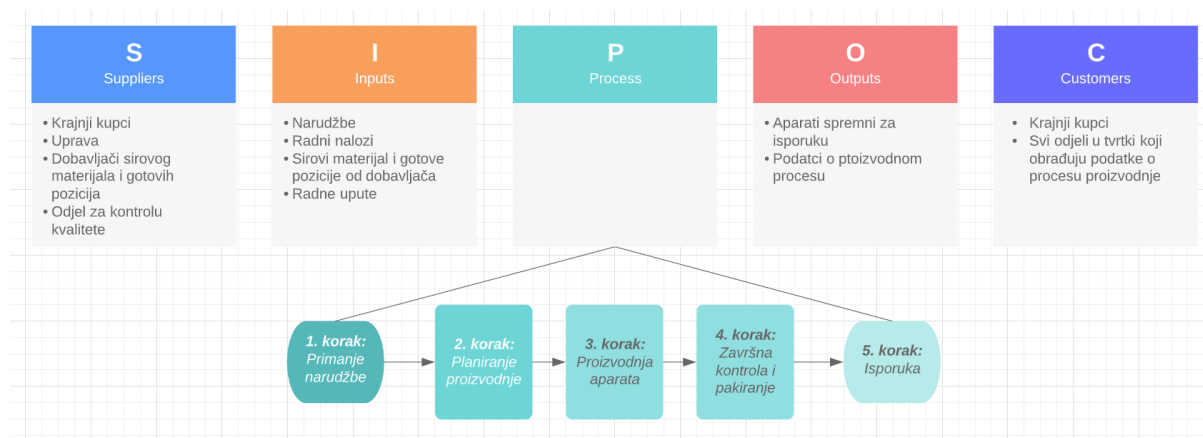 S
Suppliers
• Krajnji kupci
• Uprava
• Dobavljači sirovog
materijala i gotovih
pozicija
• Odjel za kontrolu
kvalitete
I
Inputs
• Narudžbe
• Radni nalozi
• Sirovi materijal i gotove
pozicije od dobavljača
• Radne upute
P
Process
O
Outputs
• Aparati spremni za
isporuku
• Podatci o ptoizvodnom
procesu
C
Customers
• Krajnji kupci
• Svi odjeli u tvrtki koji
obrađuju podatke o
procesu proizvodnje
1. korak:
Primanje
narudžbe
2. korak:
Planiranje
proizvodnje
3. korak:
Proizvodnja
aparata
4. korak:
Završna
kontrola i
pakiranje
5. korak:
Isporuka